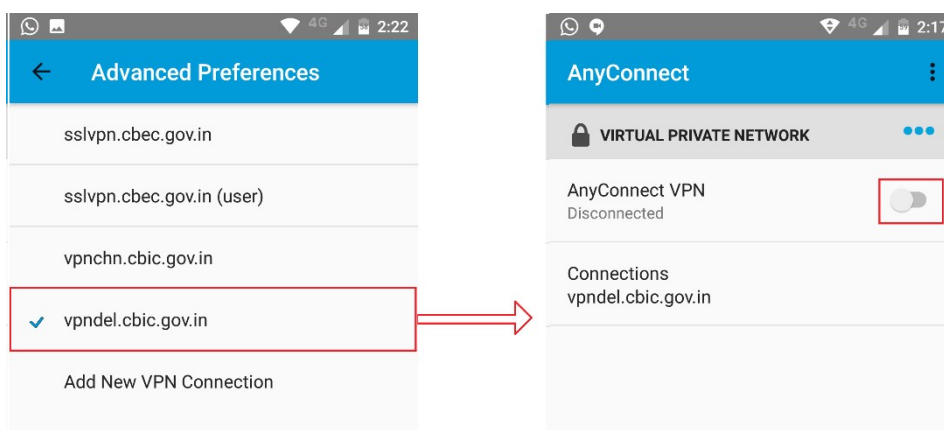 4G 2:22
Advanced Preferences
sslvpn.cbec.gov.in
sslvpn.cbec.gov.in (user)
vpnchn.cbic.gov.in
vpndel.cbic.gov.in
Add New VPN Connection
4G 2:17
AnyConnect
VIRTUAL PRIVATE NETWORK
AnyConnect VPN
Disconnected
Connections
vpndel.cbic.gov.in